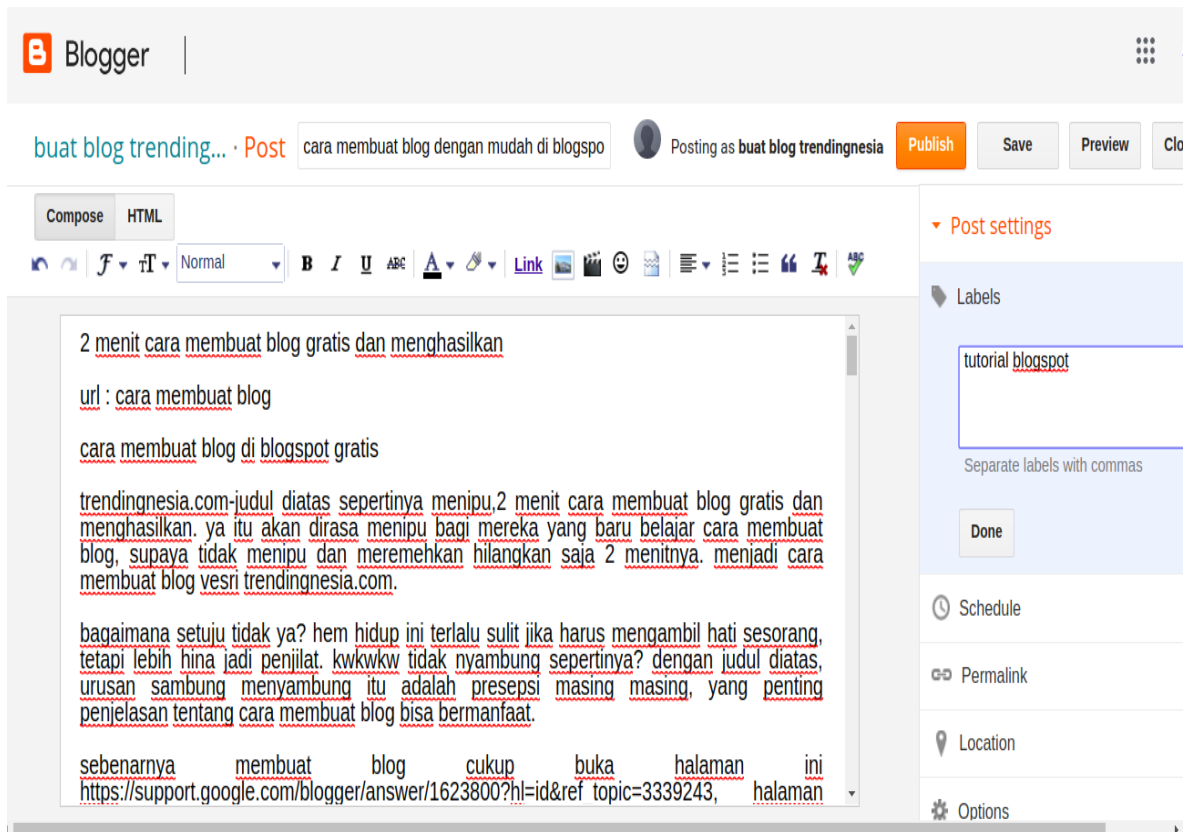 Blogger
buat blog trending... · Post cara membuat blog dengan mudah di blogspo Posting as buat blog trendingnesia Publish Save Preview Clo
Compose HTML
Normal B I U ABC A Link ABC
2 menit cara membuat blog gratis dan menghasilkan
url : cara membuat blog
cara membuat blog di blogspot gratis
trendingnesia.com-judul diatas sepertinya menipu,2 menit cara membuat blog gratis dan
menghasilkan. ya itu akan dirasa menipu bagi mereka yang baru belajar cara membuat
blog, supaya tidak menipu dan meremehkan hilangkan saja 2 menitnya. menjadi cara
membuat blog vesri trendingnesia.com.
bagaimana setuju tidak ya? hem hidup ini terlalu sulit jika harus mengambil hati sesorang,
tetapi lebih hina jadi penjilat. kwkwkw tidak nyambung sepertinya? dengan judul diatas,
urusan sambung menyambung itu adalah presepsi masing masing, yang penting
penjelasan tentang cara membuat blog bisa bermanfaat.
sebenarnya membuat blog cukup buka halaman ini
https://support.google.com/blogger/answer/1623800?hl=id&ref_topic=3339243, halaman
Post settings
Labels
tutorial blogspot
Separate labels with commas
Done
Schedule
Permalink
Location
Options